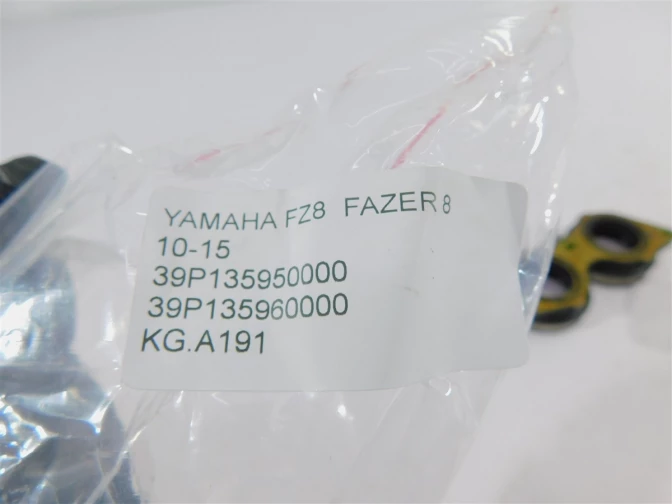 YAMAHA FZ8 FAZER 8
10-15
39P135950000
39P135960000
KG.A191